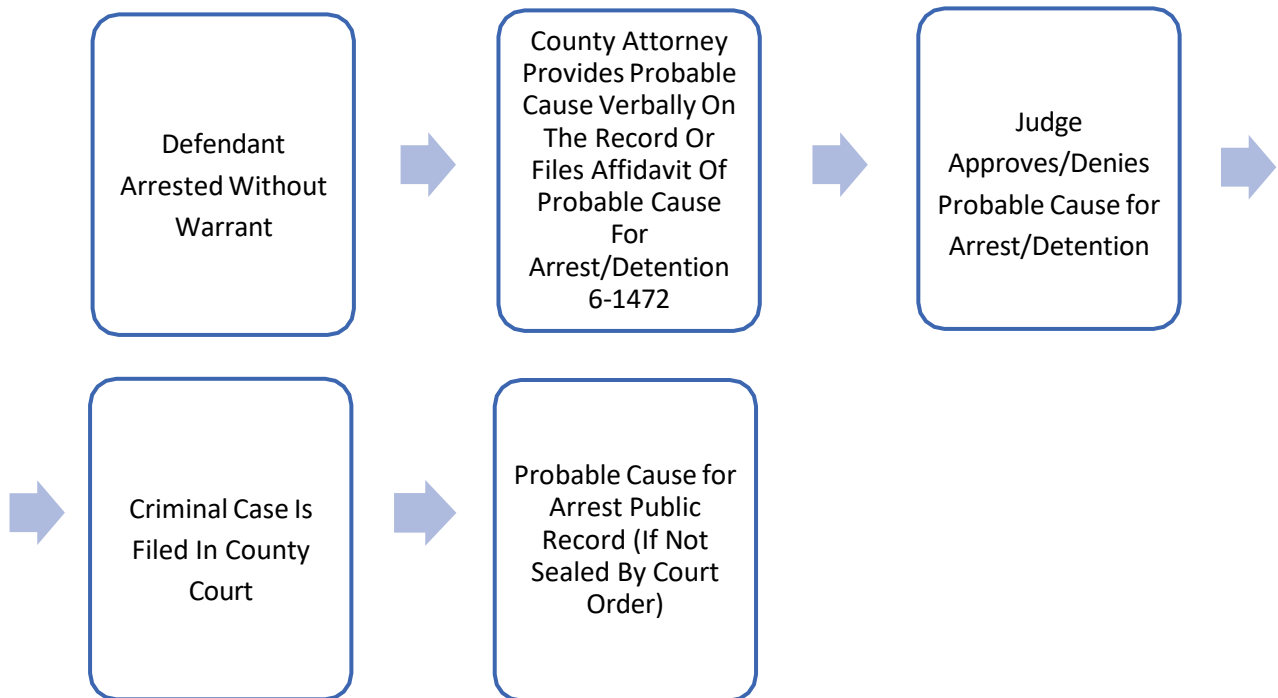 Defendant
Arrested Without
Warrant
County Attorney
Provides Probable
Cause Verbally On
The Record Or
Files Affidavit Of
Probable Cause
For
Arrest/Detention
6-1472
Judge
Approves/Denies
Probable Cause for
Arrest/Detention
Criminal Case Is
Filed In County
Court
Probable Cause for
Arrest Public
Record (If Not
Sealed By Court
Order)